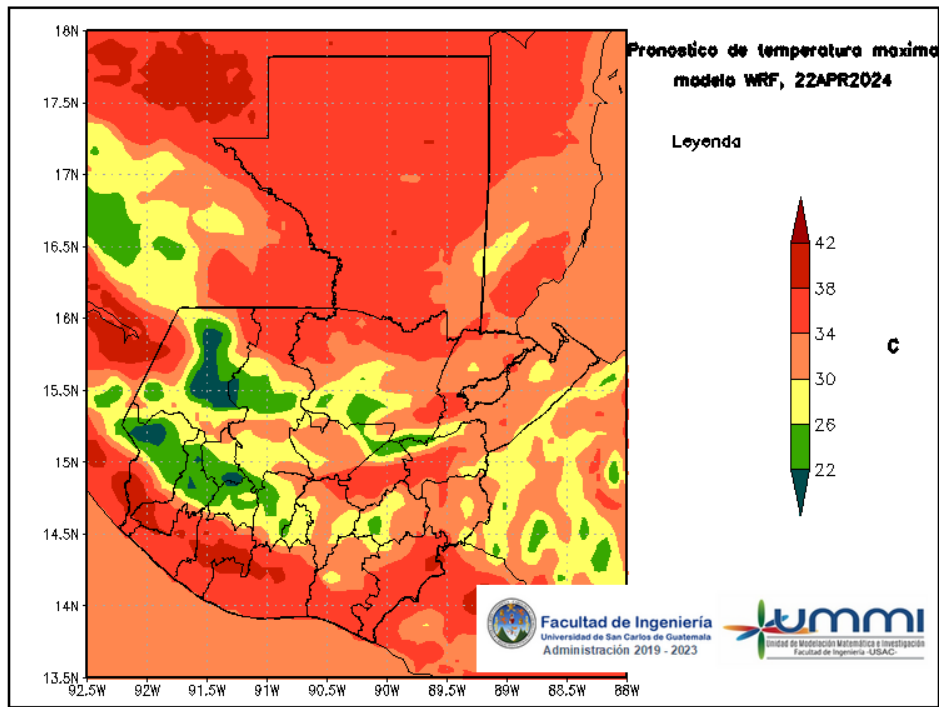 Pronostico de temperatura maxima
modelo WRF, 22APR2024
Leyenda
18N
17.5N
17N
16.5N
16N
15.5N
15N
14.5N
14N
13.5N
92.5W 92W 91.5W 91W 90.5W 90W 89.5W 89W 88.5W 88W
42
38
34
30
26
22
C
Facultad de Ingeniería
Universidad de San Carlos de Guatemala
Administración 2019 - 2023
ummi
Unidad de Modelación Matemática e Investigación
Facultad de Ingeniería -USAC-